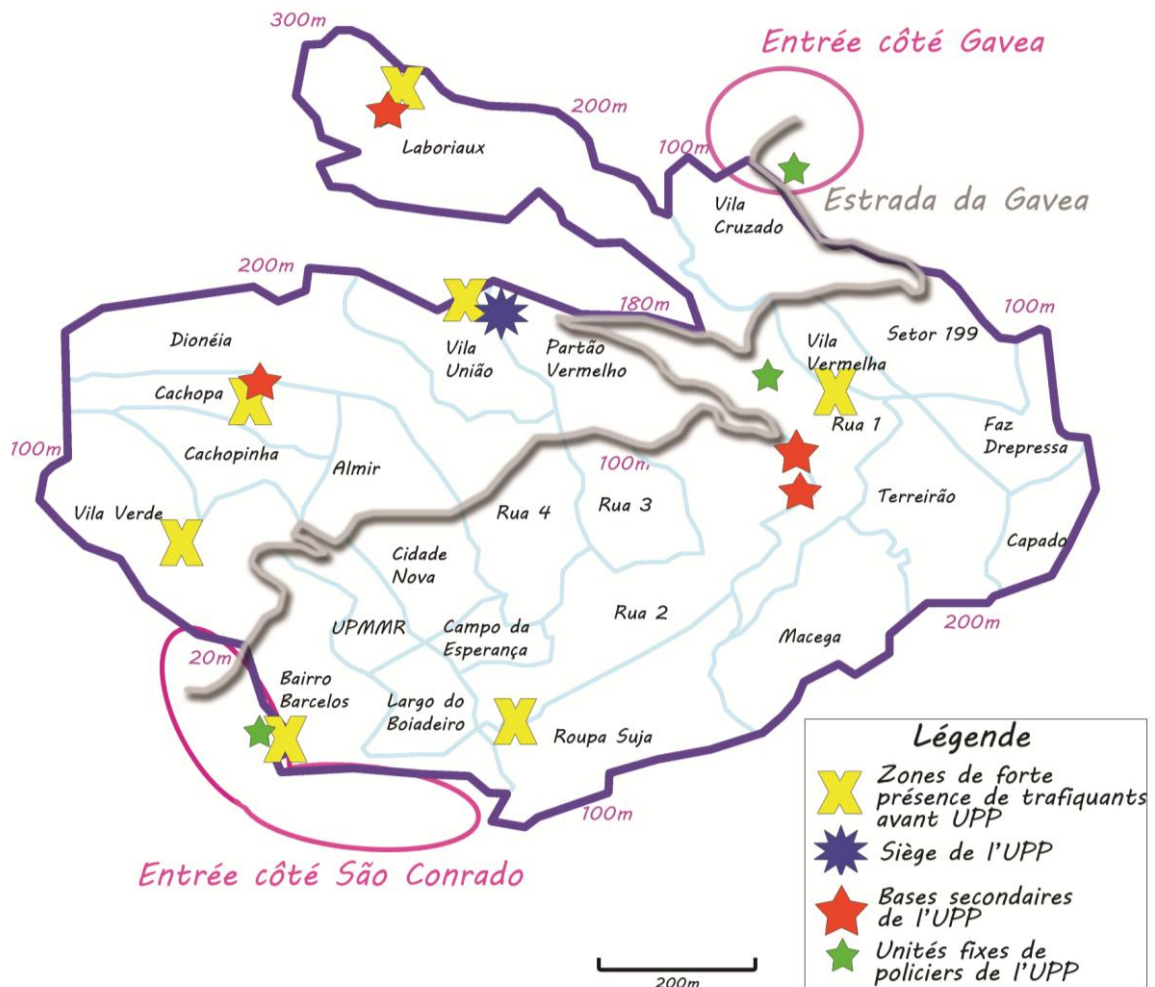 300m
Entrée côté Gavea
200m
Laboriaux
100m
Vila
Cruzado
Estrada da Gavea
200m
180m
100m
Dionéia
Setor 199
Vila
União
Partão
Vermelho
Vila
Vermelha
Cachopa
Rua 1
Faz
Drepressa
100m
Cachopinha
Almir
100m
Vila Verde
Rua 4
Rua 3
Terreirão
Capado
Cidade
Nova
UPMMR
Campo da
Esperança
Rua 2
Macega
200m
20m
Bairro
Barcelos
Largo do
Boiadeiro
Roupa Suja
100m
Entrée côté São Conrado
Légende
Zones de forte
présence de trafiquants
avant UPP
Siège de l'UPP
Bases secondaires
de l'UPP
Unités fixes de
policiers de l'UPP
200m